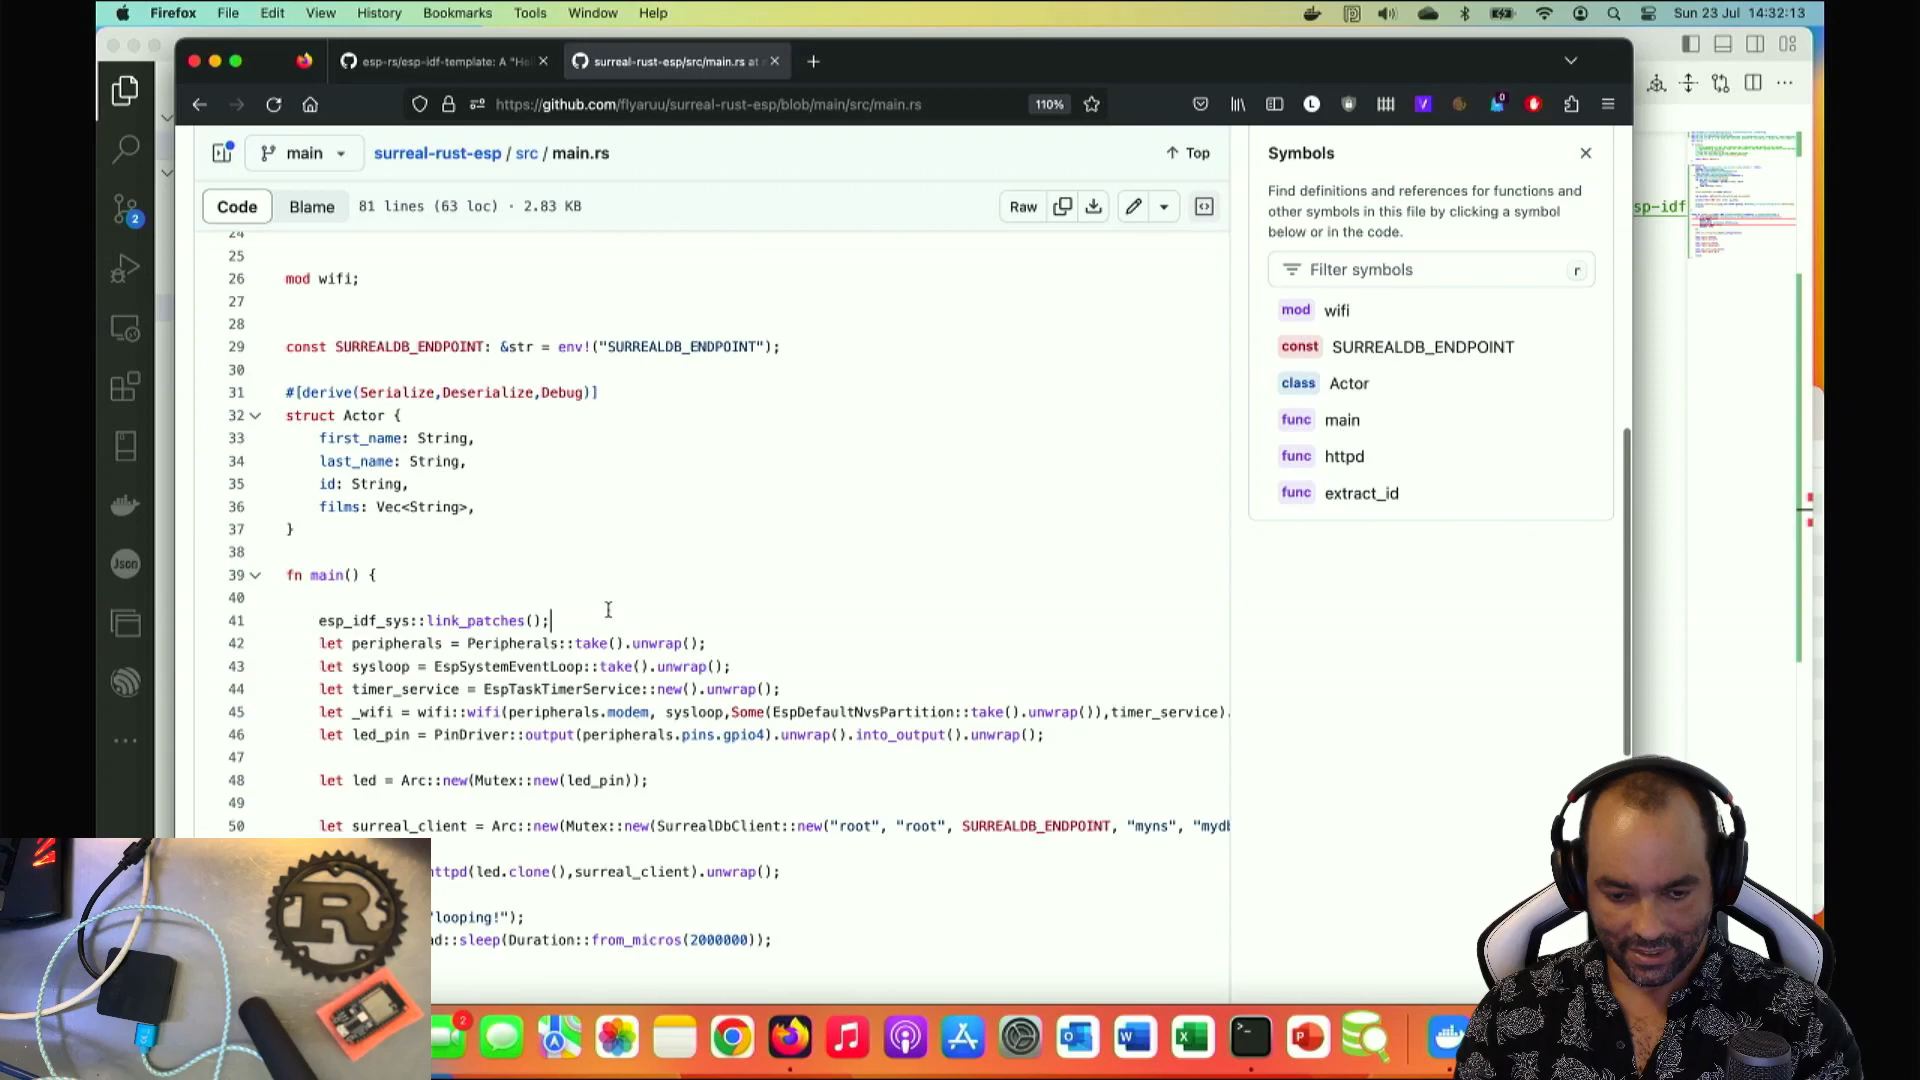 Firefox File Edit View History Bookmarks Tools Window Help Sun 23 Jul 14:32:13
esp-rs/esp-idf-template: A "He
surreal-rust-esp/src/main.rs at
https://github.com/flyaruu/surreal-rust-esp/blob/main/src/main.rs
110%
0
main
surreal-rust-esp / src / main.rs
Top
Code Blame 81 lines (63 loc) · 2.83 KB
Raw
24
25
26 mod wifi;
27
28
29 const SURREALDB_ENDPOINT: &str = env!("SURREALDB_ENDPOINT");
30
31 #[derive(Serialize,Deserialize,Debug)]
32 struct Actor {
33 first_name: String,
34 last_name: String,
35 id: String,
36 films: Vec<String>,
37 }
38
39 fn main() {
40
41 esp_idf_sys::link_patches();
42 let peripherals = Peripherals::take().unwrap();
43 let sysloop = EspSystemEventLoop::take().unwrap();
44 let timer_service = EspTaskTimerService::new().unwrap();
45 let _wifi = wifi::wifi(peripherals.modem, sysloop,Some(EspDefaultNvsPartition::take().unwrap()),timer_service).
46 let led_pin = PinDriver::output(peripherals.pins.gpio4).unwrap().into_output().unwrap();
47
48 let led = Arc::new(Mutex::new(led_pin));
49
50 let surreal_client = Arc::new(Mutex::new(SurrealDbClient::new("root", "root", SURREALDB_ENDPOINT, "myns", "myd
ttpd(led.clone(),surreal_client).unwrap();
"looping!");
d::sleep(Duration::from_micros(2000000));
Symbols
Find definitions and references for functions and
other symbols in this file by clicking a symbol
below or in the code.
Filter symbols r
mod wifi
const SURREALDB_ENDPOINT
class Actor
func main
func httpd
func extract_id
sp-idf
2
Json
R
2